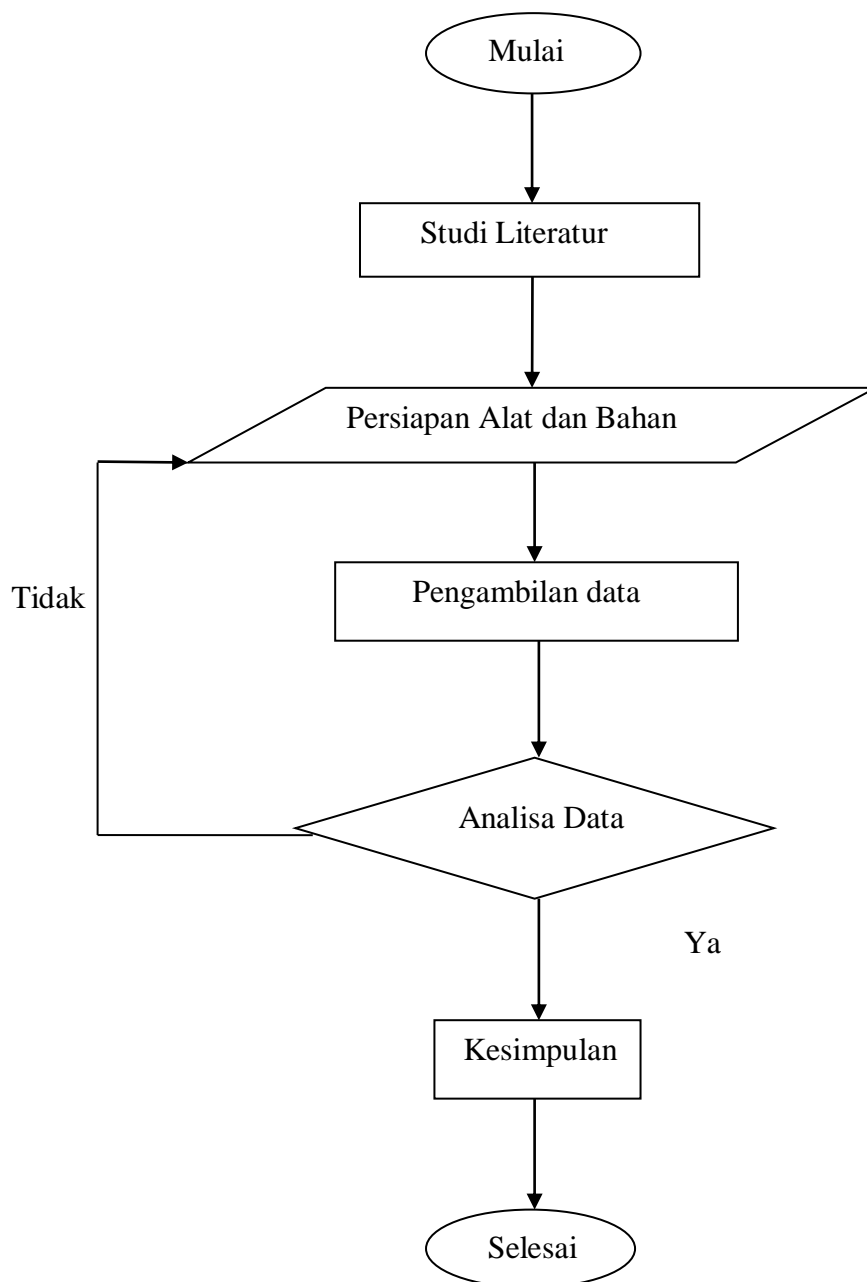 Mulai
Studi Literatur
Persiapan Alat dan Bahan
Pengambilan data
Tidak
Analisa Data
Ya
Kesimpulan
Selesai